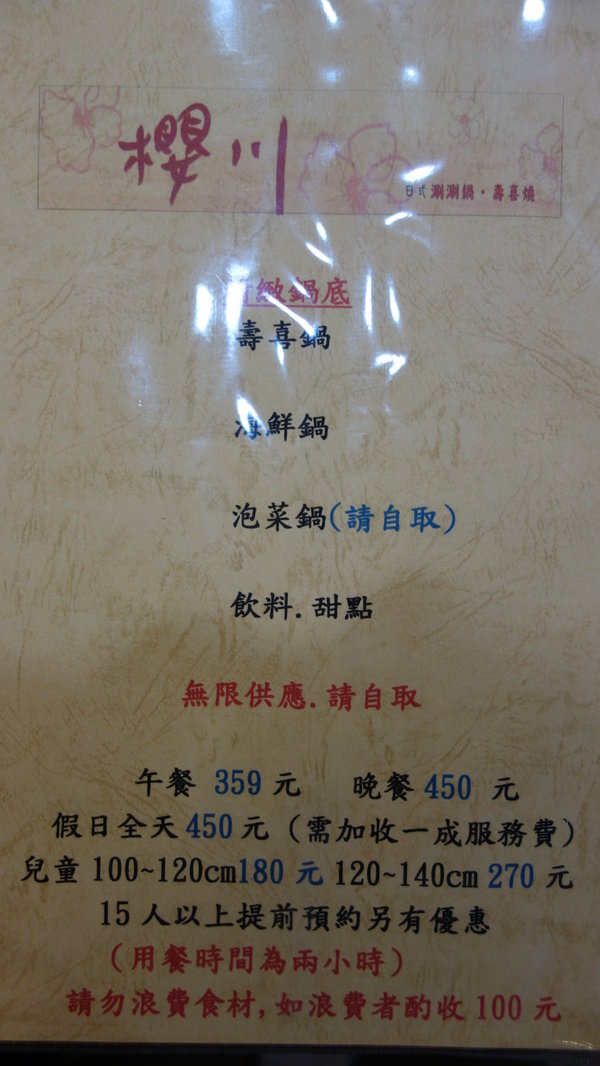 櫻川
日式 涮涮鍋・壽喜燒
緻鍋底
壽喜鍋
海鮮鍋
泡菜鍋(請自取)
飲料.甜點
無限供應.請自取
午餐 359 元 晚餐 450 元
假日全天 450 元 (需加收一成服務費)
兒童 100~120cm180 元 120~140cm 270 元
15 人以上提前預約另有優惠
(用餐時間為兩小時)
請勿浪費食材,如浪費者酌收 100 元